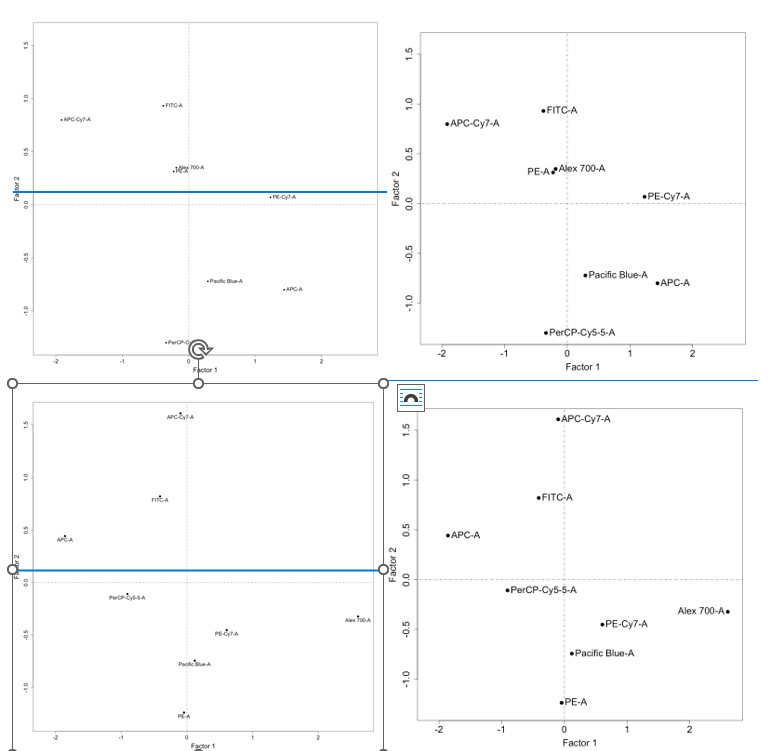 1.5
1.0
0.5
0.0
-0.5
-1.0
Factor 2
FITC-A
APC-Cy7-A
Alex 700-A
PE-A
PE-Cy7-A
Pacific Blue-A
APC-A
-2
-1
0
1
2
Factor 1
1.5
1.0
0.5
0.0
-0.5
-1.0
Factor 2
FITC-A
APC-Cy7-A
PE-A
Alex 700-A
PE-Cy7-A
Pacific Blue-A
APC-A
PerCP-Cy5-5-A
-2
-1
0
1
2
Factor 1
1.5
1.0
0.5
0.0
-0.5
-1.0
Factor 2
APC-Cy7-A
FITC-A
APC-A
PerCP-Cy5-5-A
Alex 700-A
PE-Cy7-A
Pacific Blue-A
PE-A
-2
-1
0
1
2
Factor 1
1.5
1.0
0.5
0.0
-0.5
-1.0
Factor 2
APC-Cy7-A
FITC-A
APC-A
PerCP-Cy5-5-A
Alex 700-A
PE-Cy7-A
Pacific Blue-A
PE-A
-2
-1
0
1
2
Factor 1